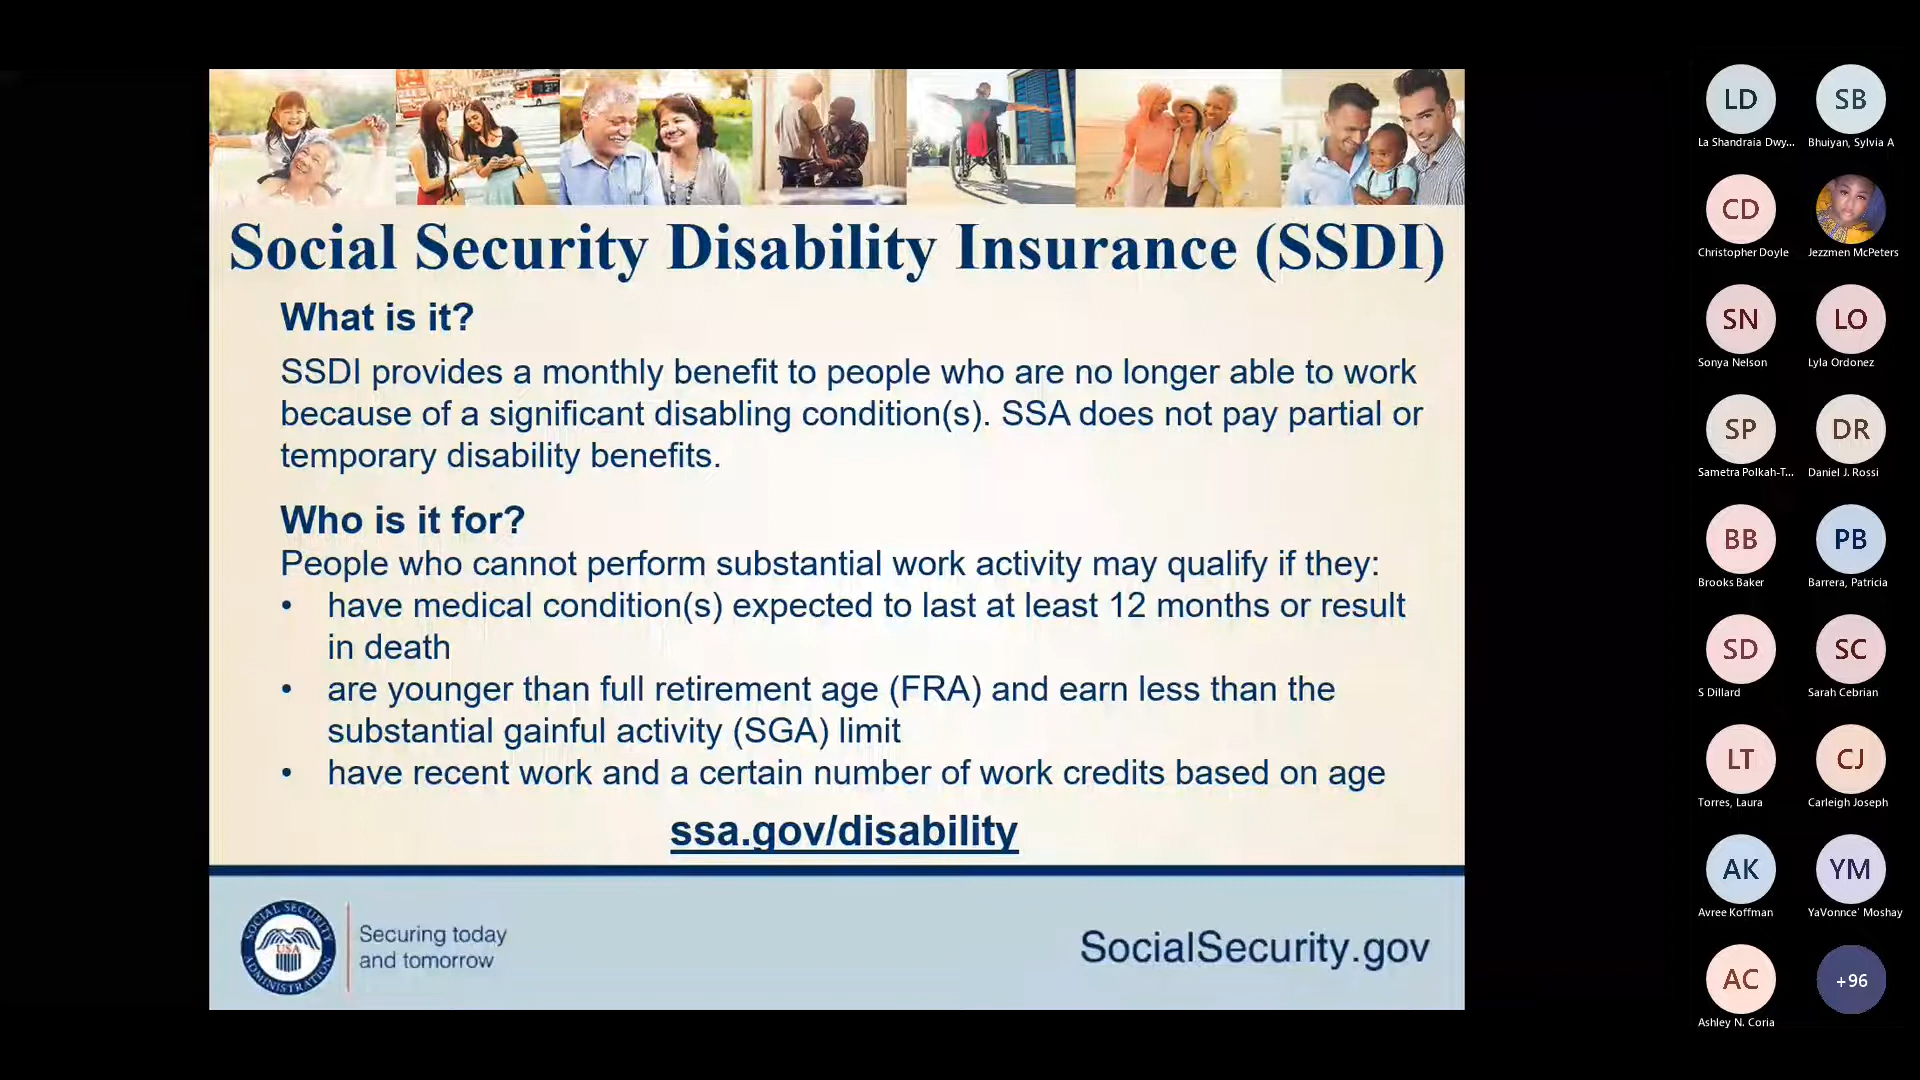 Social Security Disability Insurance (SSDI)
What is it?
SSDI provides a monthly benefit to people who are no longer able to work
because of a significant disabling condition(s). SSA does not pay partial or
temporary disability benefits.
Who is it for?
People who cannot perform substantial work activity may qualify if they:
• have medical condition(s) expected to last at least 12 months or result
in death
• are younger than full retirement age (FRA) and earn less than the
substantial gainful activity (SGA) limit
• have recent work and a certain number of work credits based on age
ssa.gov/disability
SOCIAL SECURITY ADMINISTRATION
USA
Securing today
and tomorrow
SocialSecurity.gov
LD
La Shandraia Dwy...
SB
Bhuiyan, Sylvia A
CD
Christopher Doyle
Jezzmen McPeters
SN
Sonya Nelson
LO
Lyla Ordonez
SP
Sametra Polkah-T...
DR
Daniel J. Rossi
BB
Brooks Baker
PB
Barrera, Patricia
SD
S Dillard
SC
Sarah Cebrian
LT
Torres, Laura
CJ
Carleigh Joseph
AK
Avree Koffman
YM
YaVonnce' Moshay
AC
Ashley N. Coria
+96